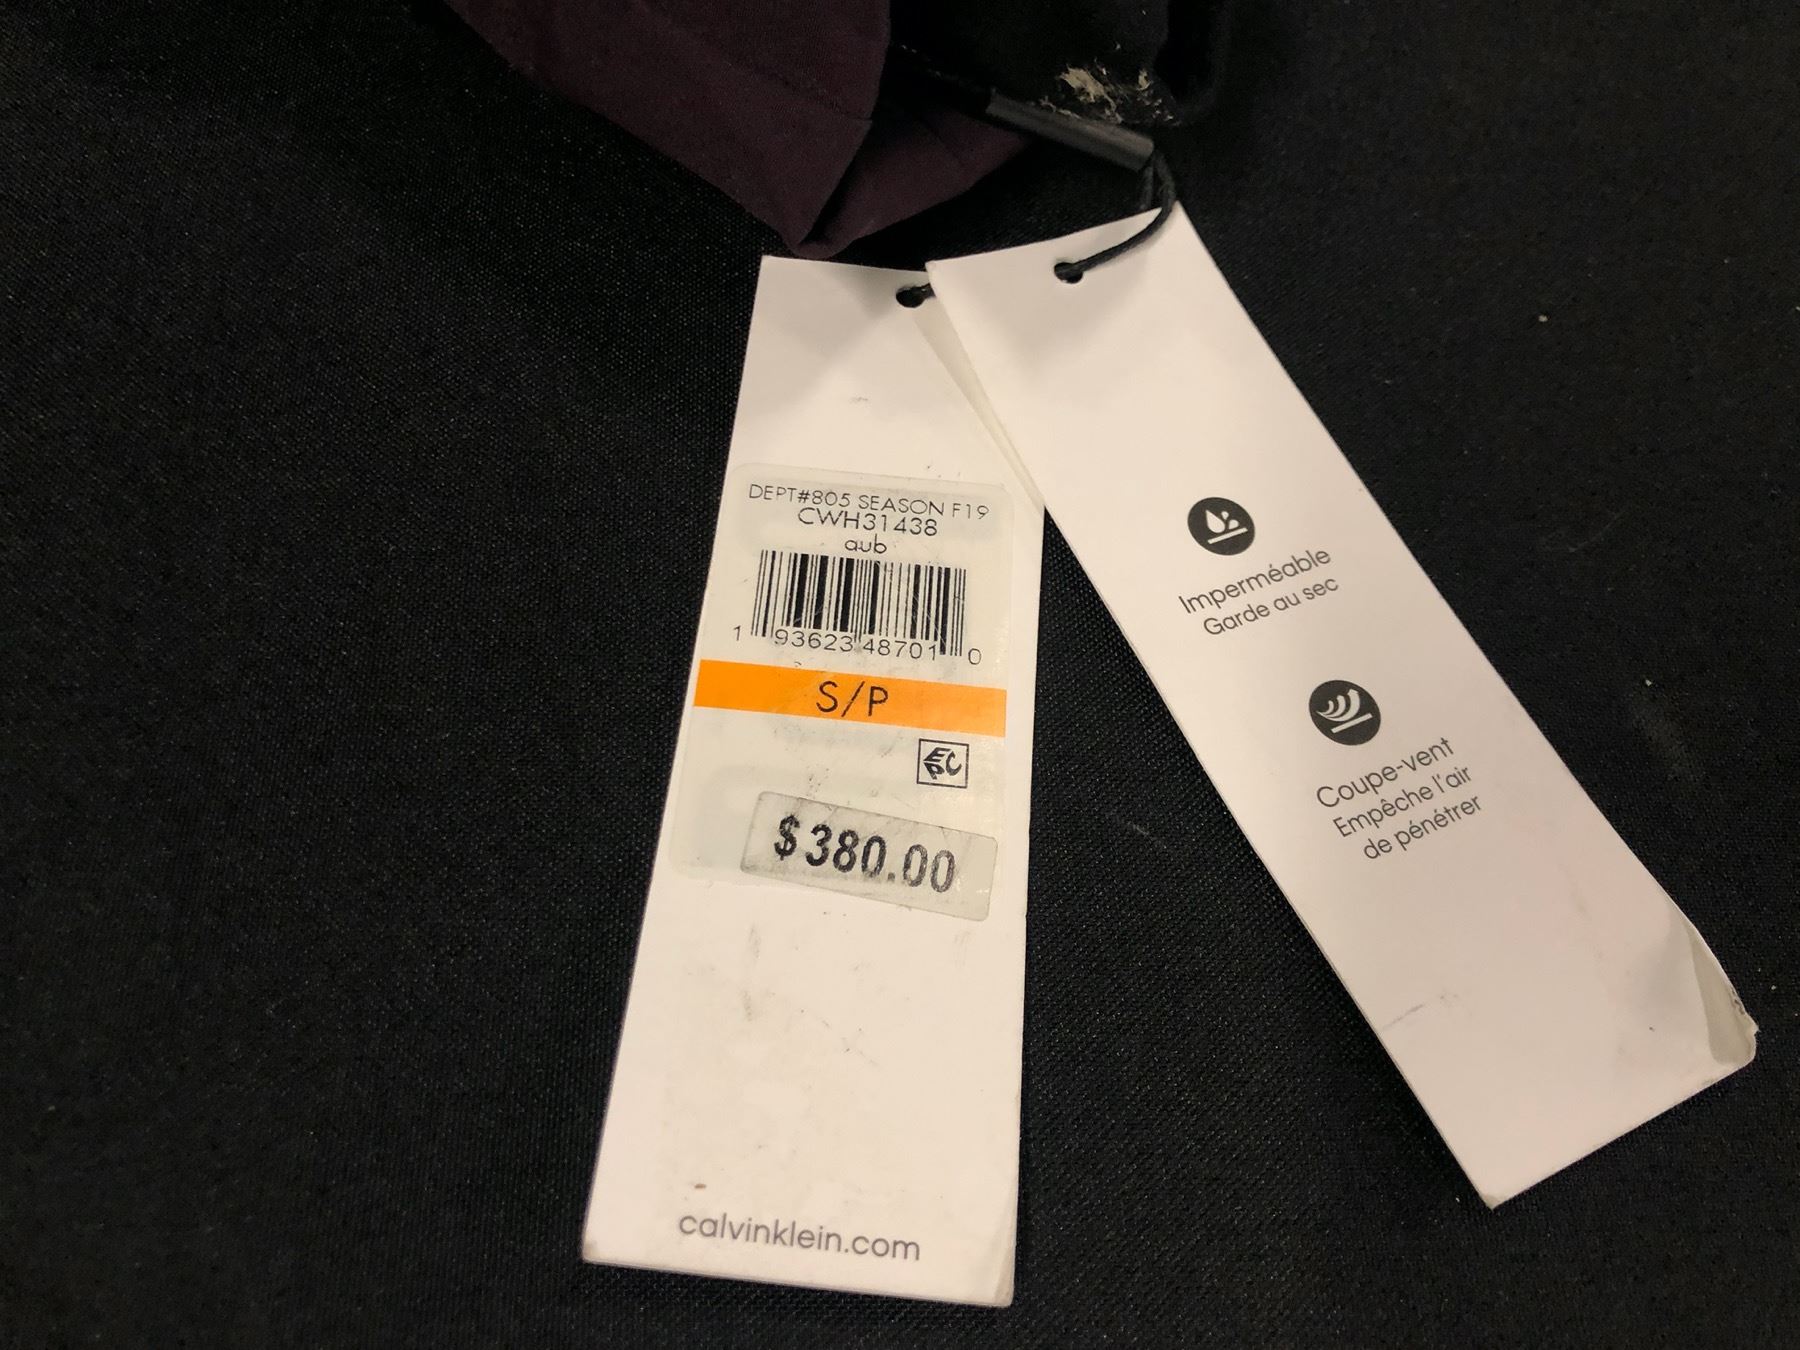 DEPT#805 SEASON F19
CWH31438
aub
1 93623 48701 0
S/P
EPC
$380.00
calvinklein.com
Imperméable
Garde au sec
Coupe-vent
Empêche l'air
de pénétrer